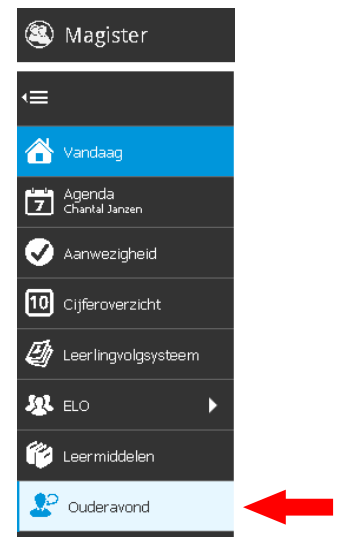 Magister
Vandaag
7
Agenda
Chantal Janzen
Aanwezigheid
10
Cijferoverzicht
Leerlingvolgsysteem
ELO
Leermiddelen
Ouderavond